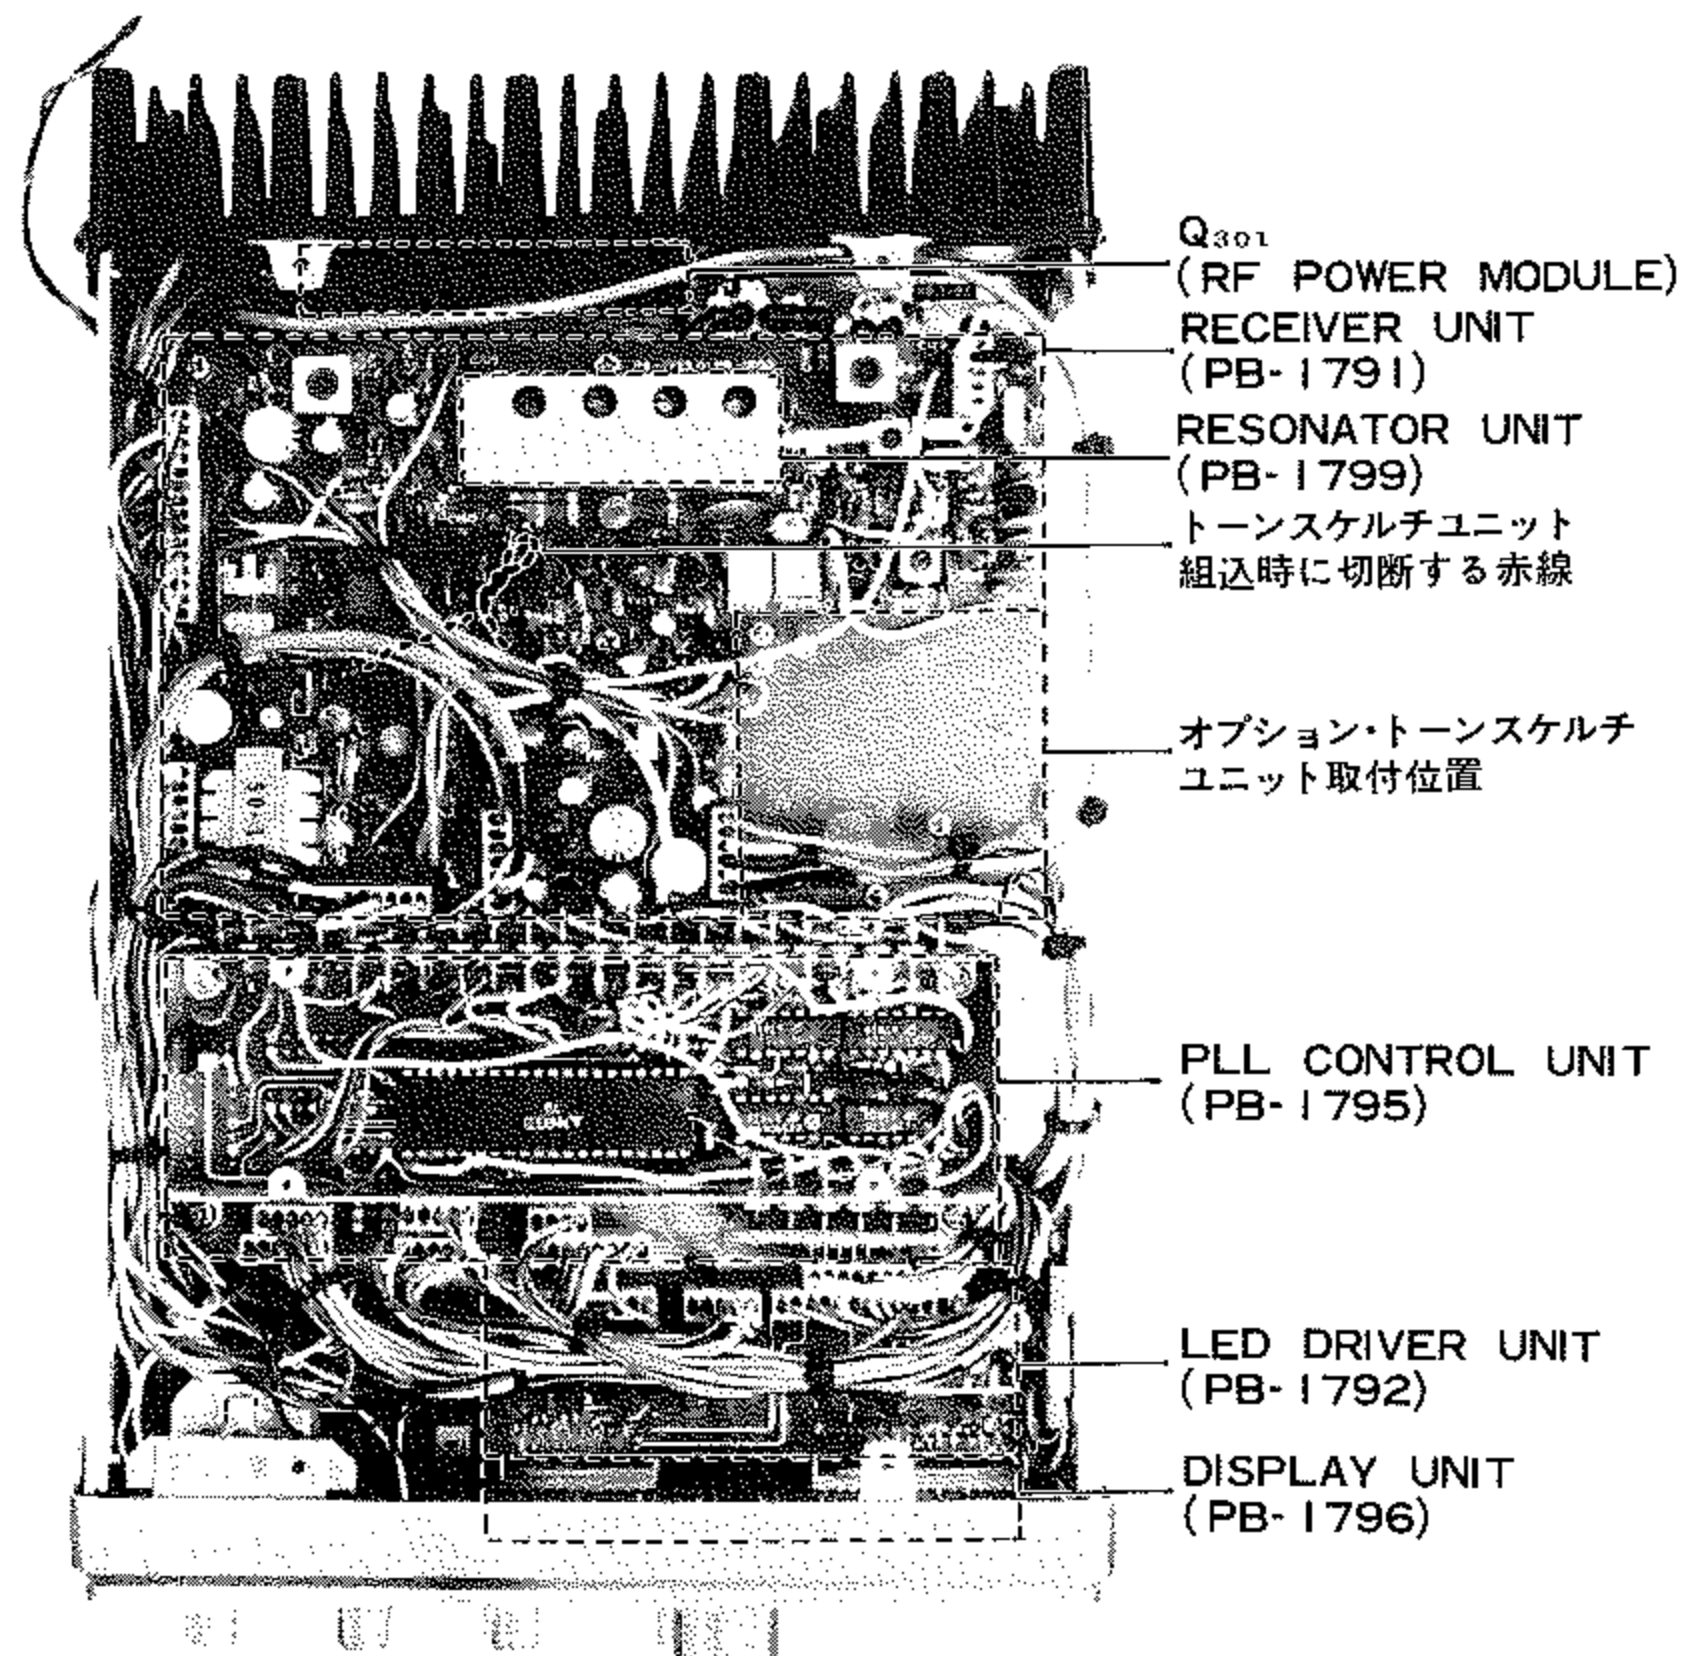 Q301
(RF POWER MODULE)
RECEIVER UNIT
(PB-1791)
RESONATOR UNIT
(PB-1799)
トーンスケルチユニット
組込時に切断する赤線
オプション・トーンスケルチ
ユニット取付位置
PLL CONTROL UNIT
(PB-1795)
LED DRIVER UNIT
(PB-1792)
DISPLAY UNIT
(PB-1796)